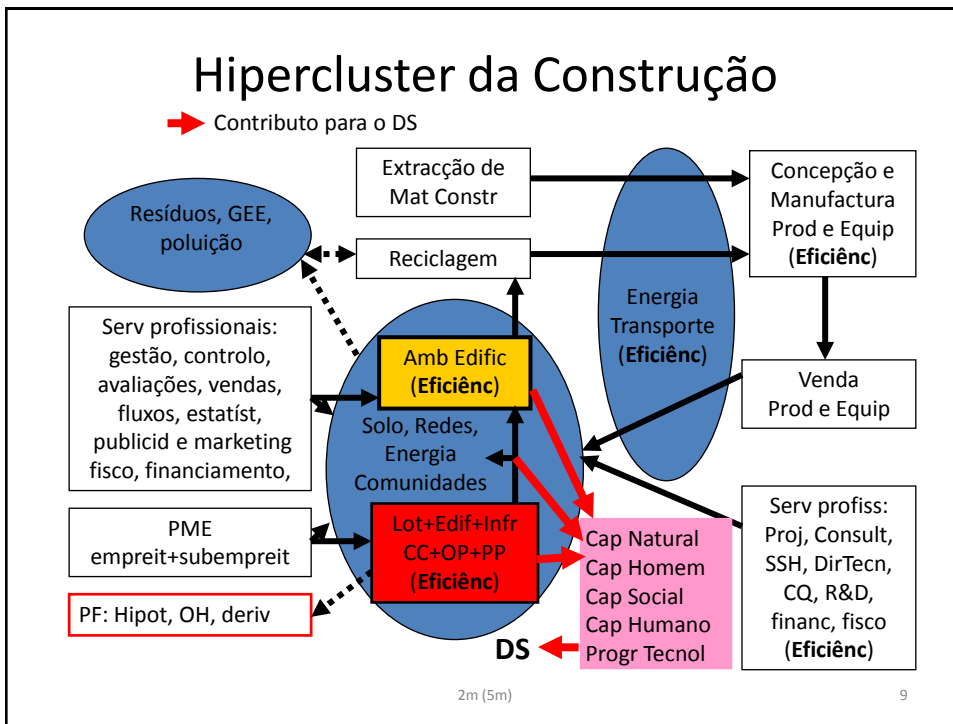 Hipercluster da Construção
Contributo para o DS
Extracção de
Mat Constr
Concepção e
Manufactura
Prod e Equip
(Eficiênc)
Resíduos, GEE,
poluição
Reciclagem
Energia
Transporte
(Eficiênc)
Serv profissionais:
gestão, controlo,
avaliações, vendas,
fluxos, estatíst,
publicid e marketing
fisco, financiamento,
Amb Edific
(Eficiênc)
Venda
Prod e Equip
Solo, Redes,
Energia
Comunidades
PME
empreit+subempreit
Lot+Edif+Infr
CC+OP+PP
(Eficiênc)
Cap Natural
Cap Homem
Cap Social
Cap Humano
Progr Tecnol
Serv profiss:
Proj, Consult,
SSH, DirTecn,
CQ, R&D,
financ, fisco
(Eficiênc)
PF: Hipot, OH, deriv
DS
2m (5m)
9